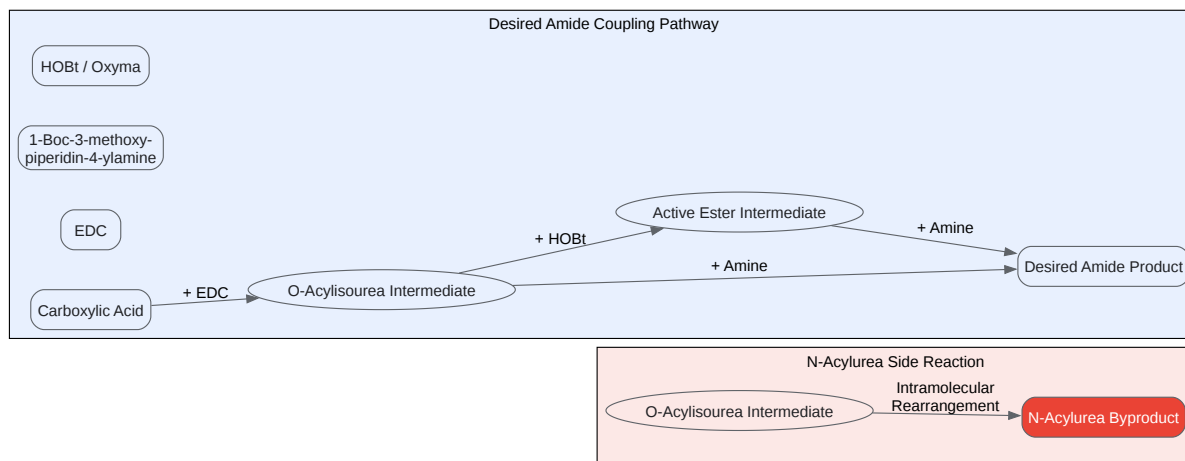 Desired Amide Coupling Pathway
HOBt / Oxyma
1-Boc-3-methoxy-
piperidin-4-ylamine
EDC
Carboxylic Acid
+ EDC
O-Acylisourea Intermediate
+ HOBt
Active Ester Intermediate
+ Amine
+ Amine
Desired Amide Product
N-Acylurea Side Reaction
O-Acylisourea Intermediate
Intramolecular
Rearrangement
N-Acylurea Byproduct